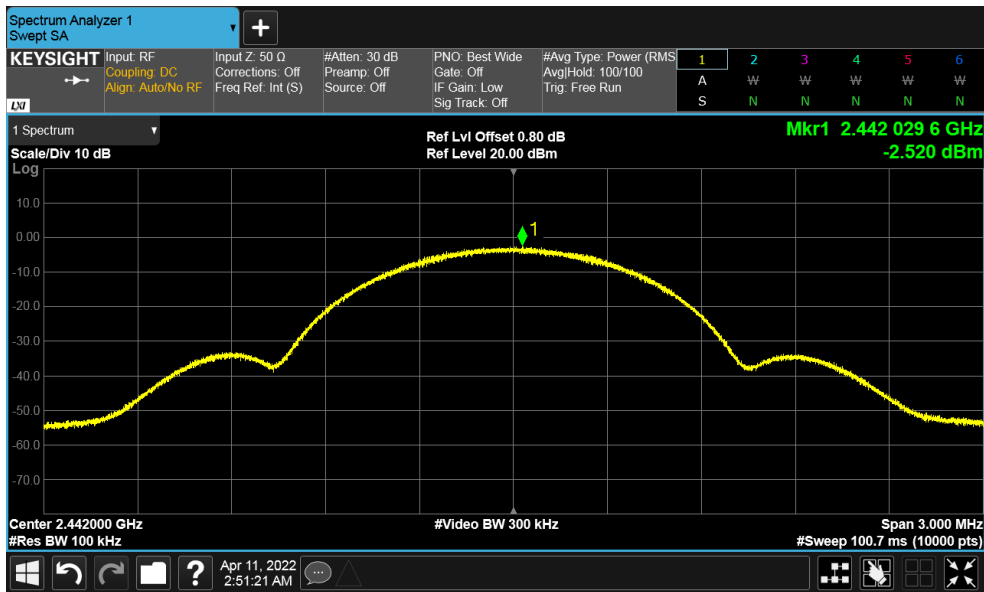 Spectrum Analyzer 1
Swept SA
+
KEYSIGHT
LXI
Input: RF
Coupling: DC
Align: Auto/No RF
Input Z: 50 Ω
Corrections: Off
Freq Ref: Int (S)
#Atten: 30 dB
Preamp: Off
Source: Off
PNO: Best Wide
Gate: Off
IF Gain: Low
Sig Track: Off
#Avg Type: Power (RMS
Avg|Hold: 100/100
Trig: Free Run
1 2 3 4 5 6
A W W W W W
S N N N N N
1 Spectrum
Scale/Div 10 dB
Ref Lvl Offset 0.80 dB
Ref Level 20.00 dBm
Mkr1 2.442 029 6 GHz
-2.520 dBm
Log
10.0
0.00
-10.0
-20.0
-30.0
-40.0
-50.0
-60.0
-70.0
1
Center 2.442000 GHz
#Res BW 100 kHz
#Video BW 300 kHz
Span 3.000 MHz
#Sweep 100.7 ms (10000 pts)
?
Apr 11, 2022
2:51:21 AM